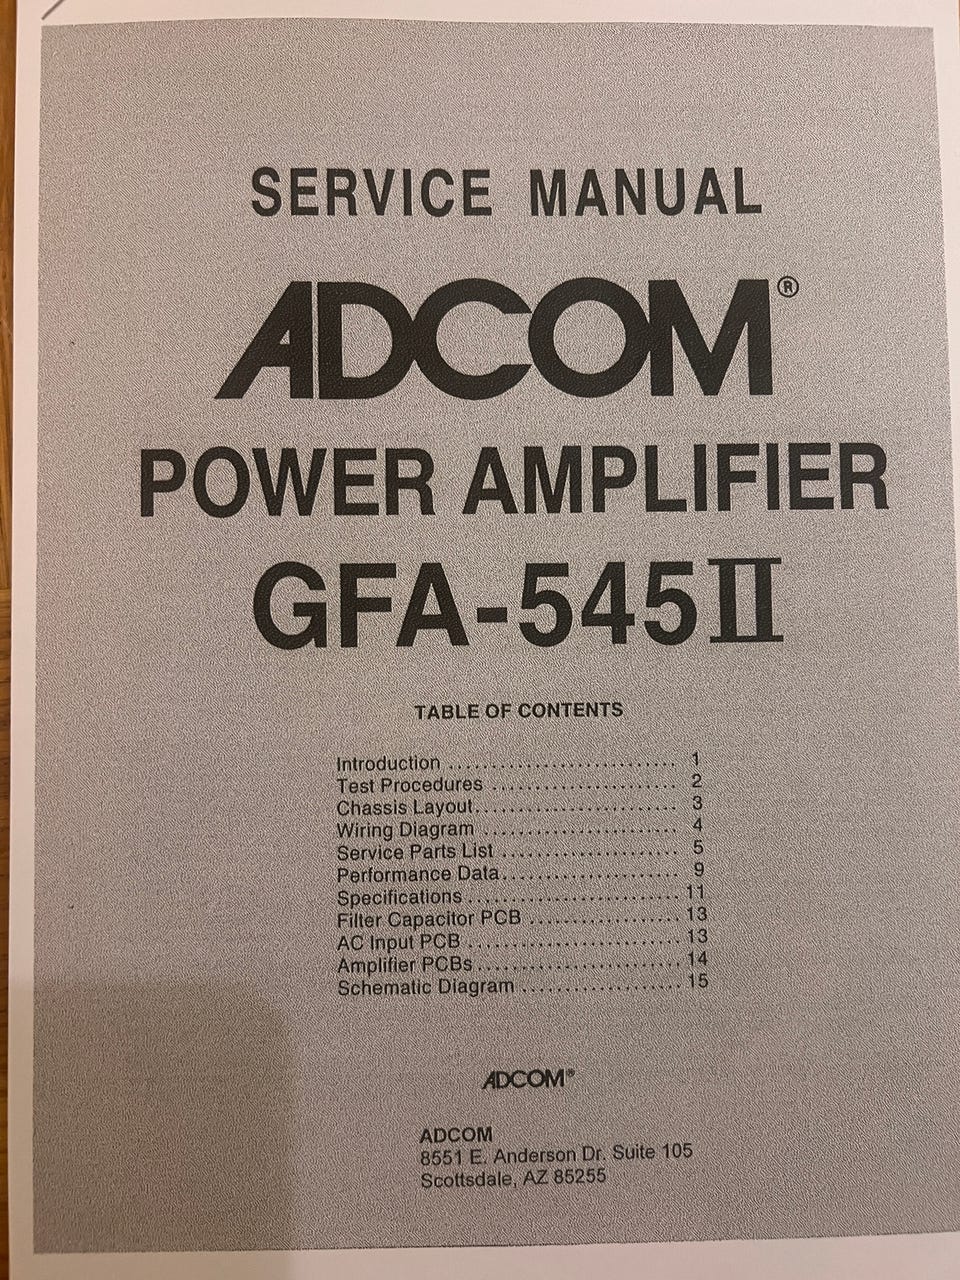 SERVICE MANUAL
ADCOM®
POWER AMPLIFIER
GFA-545II
TABLE OF CONTENTS
Introduction .......................... 1
Test Procedures ..................... 2
Chassis Layout....................... 3
Wiring Diagram ...................... 4
Service Parts List .................... 5
Performance Data.................... 9
Specifications ........................ 11
Filter Capacitor PCB ................. 13
AC Input PCB ........................ 13
Amplifier PCBs ....................... 14
Schematic Diagram .................. 15
ADCOM®
ADCOM
8551 E. Anderson Dr. Suite 105
Scottsdale, AZ 85255